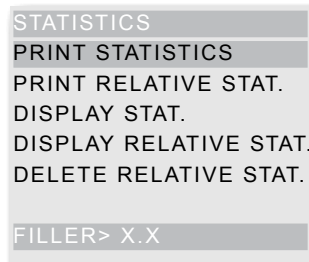 STATISTICS
PRINT STATISTICS
PRINT RELATIVE STAT.
DISPLAY STAT.
DISPLAY RELATIVE STAT.
DELETE RELATIVE STAT.
FILLER> X.X